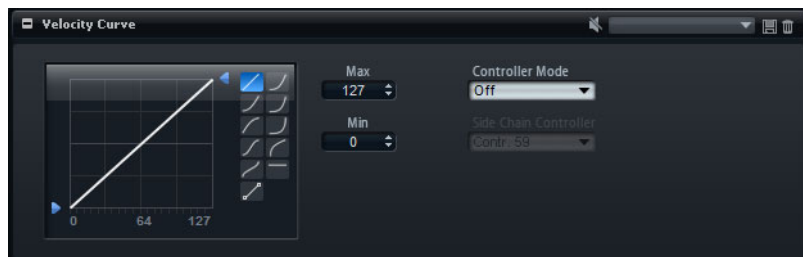 Velocity Curve
Max
127
Min
0
Controller Mode
Off
Side Chain Controller
Contr. 59
0 64 127